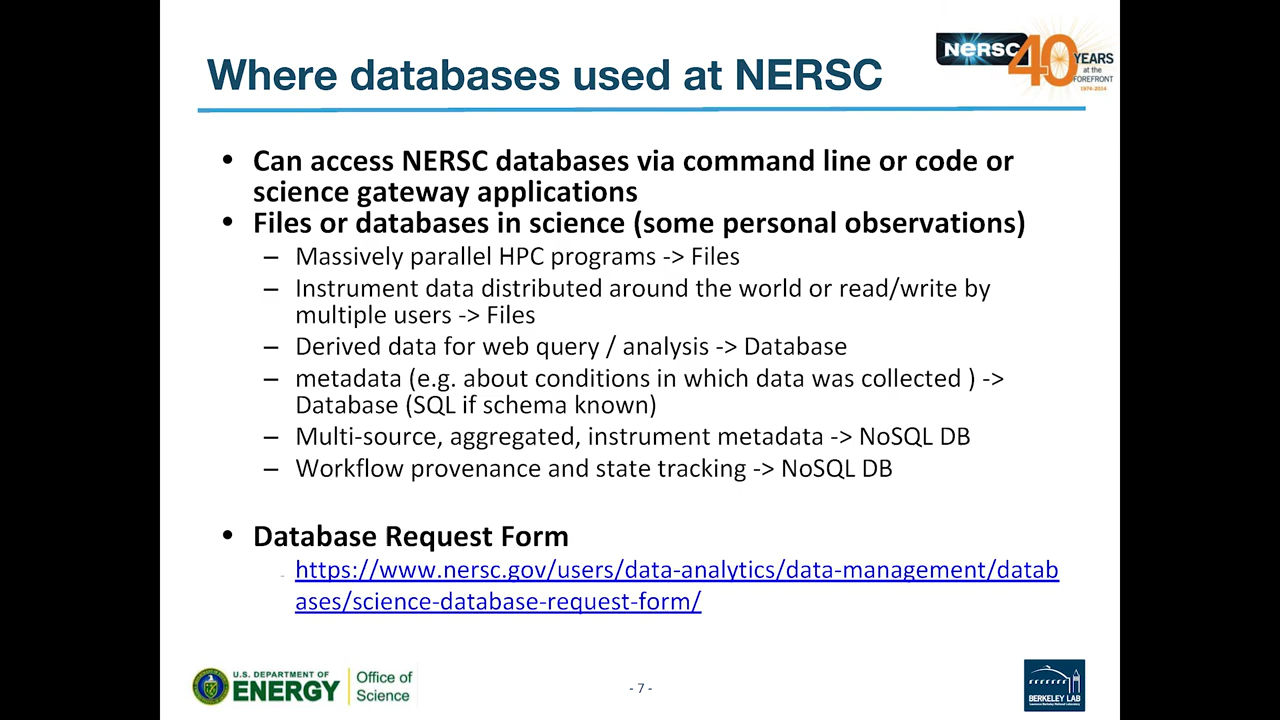 Where databases used at NERSC
NERSC
40 YEARS
at the
FOREFRONT
1974-2014
• Can access NERSC databases via command line or code or
science gateway applications
• Files or databases in science (some personal observations)
– Massively parallel HPC programs -> Files
– Instrument data distributed around the world or read/write by
multiple users -> Files
– Derived data for web query / analysis -> Database
– metadata (e.g. about conditions in which data was collected ) ->
Database (SQL if schema known)
– Multi-source, aggregated, instrument metadata -> NoSQL DB
– Workflow provenance and state tracking -> NoSQL DB
• Database Request Form
– https://www.nersc.gov/users/data-analytics/data-management/datab
ases/science-database-request-form/
U.S. DEPARTMENT OF
ENERGY
Office of
Science
- 7 -
BERKELEY LAB
Lawrence Berkeley National Laboratory